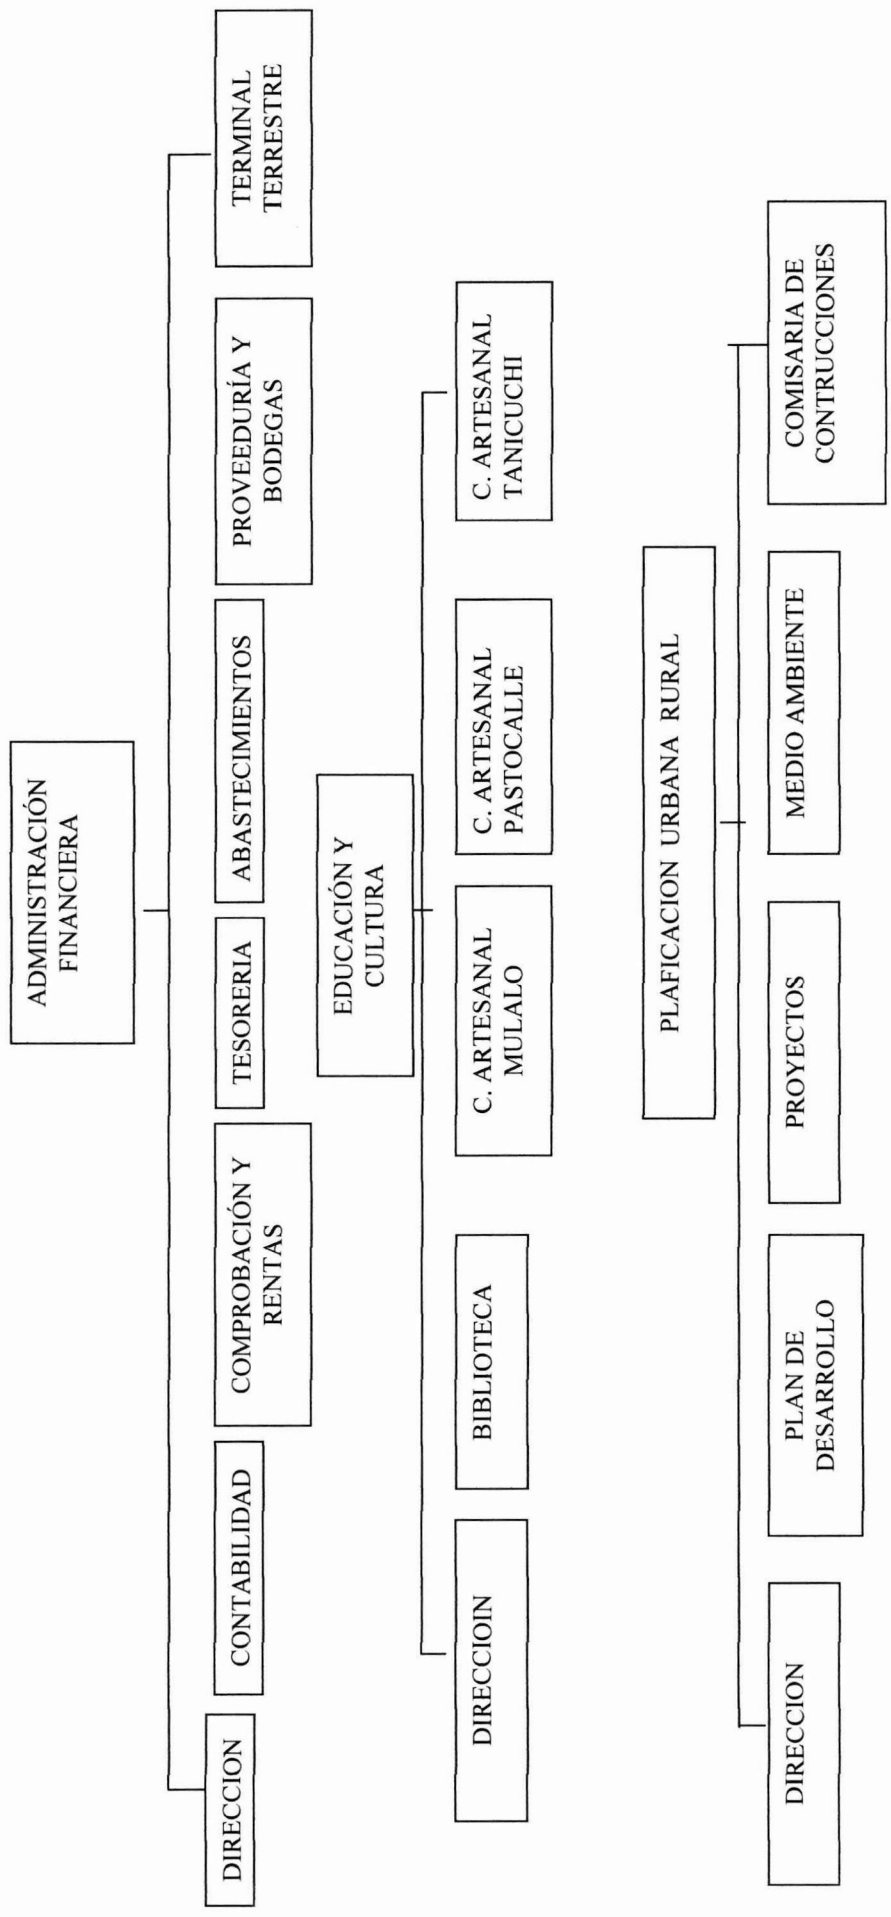 ADMINISTRACIÓN
FINANCIERA
DIRECCION
CONTABILIDAD
COMPROBACIÓN Y
RENTAS
TESORERIA
ABASTECIMIENTOS
PROVEEDURÍA Y
BODEGAS
TERMINAL
TERRESTRE
EDUCACIÓN Y
CULTURA
DIRECCIOIN
BIBLIOTECA
C. ARTESANAL
MULALO
C. ARTESANAL
PASTOCALLE
C. ARTESANAL
TANICUCHI
PLAFICACION URBANA RURAL
DIRECCION
PLAN DE
DESARROLLO
PROYECTOS
MEDIO AMBIENTE
COMISARIA DE
CONTRUCCIONES